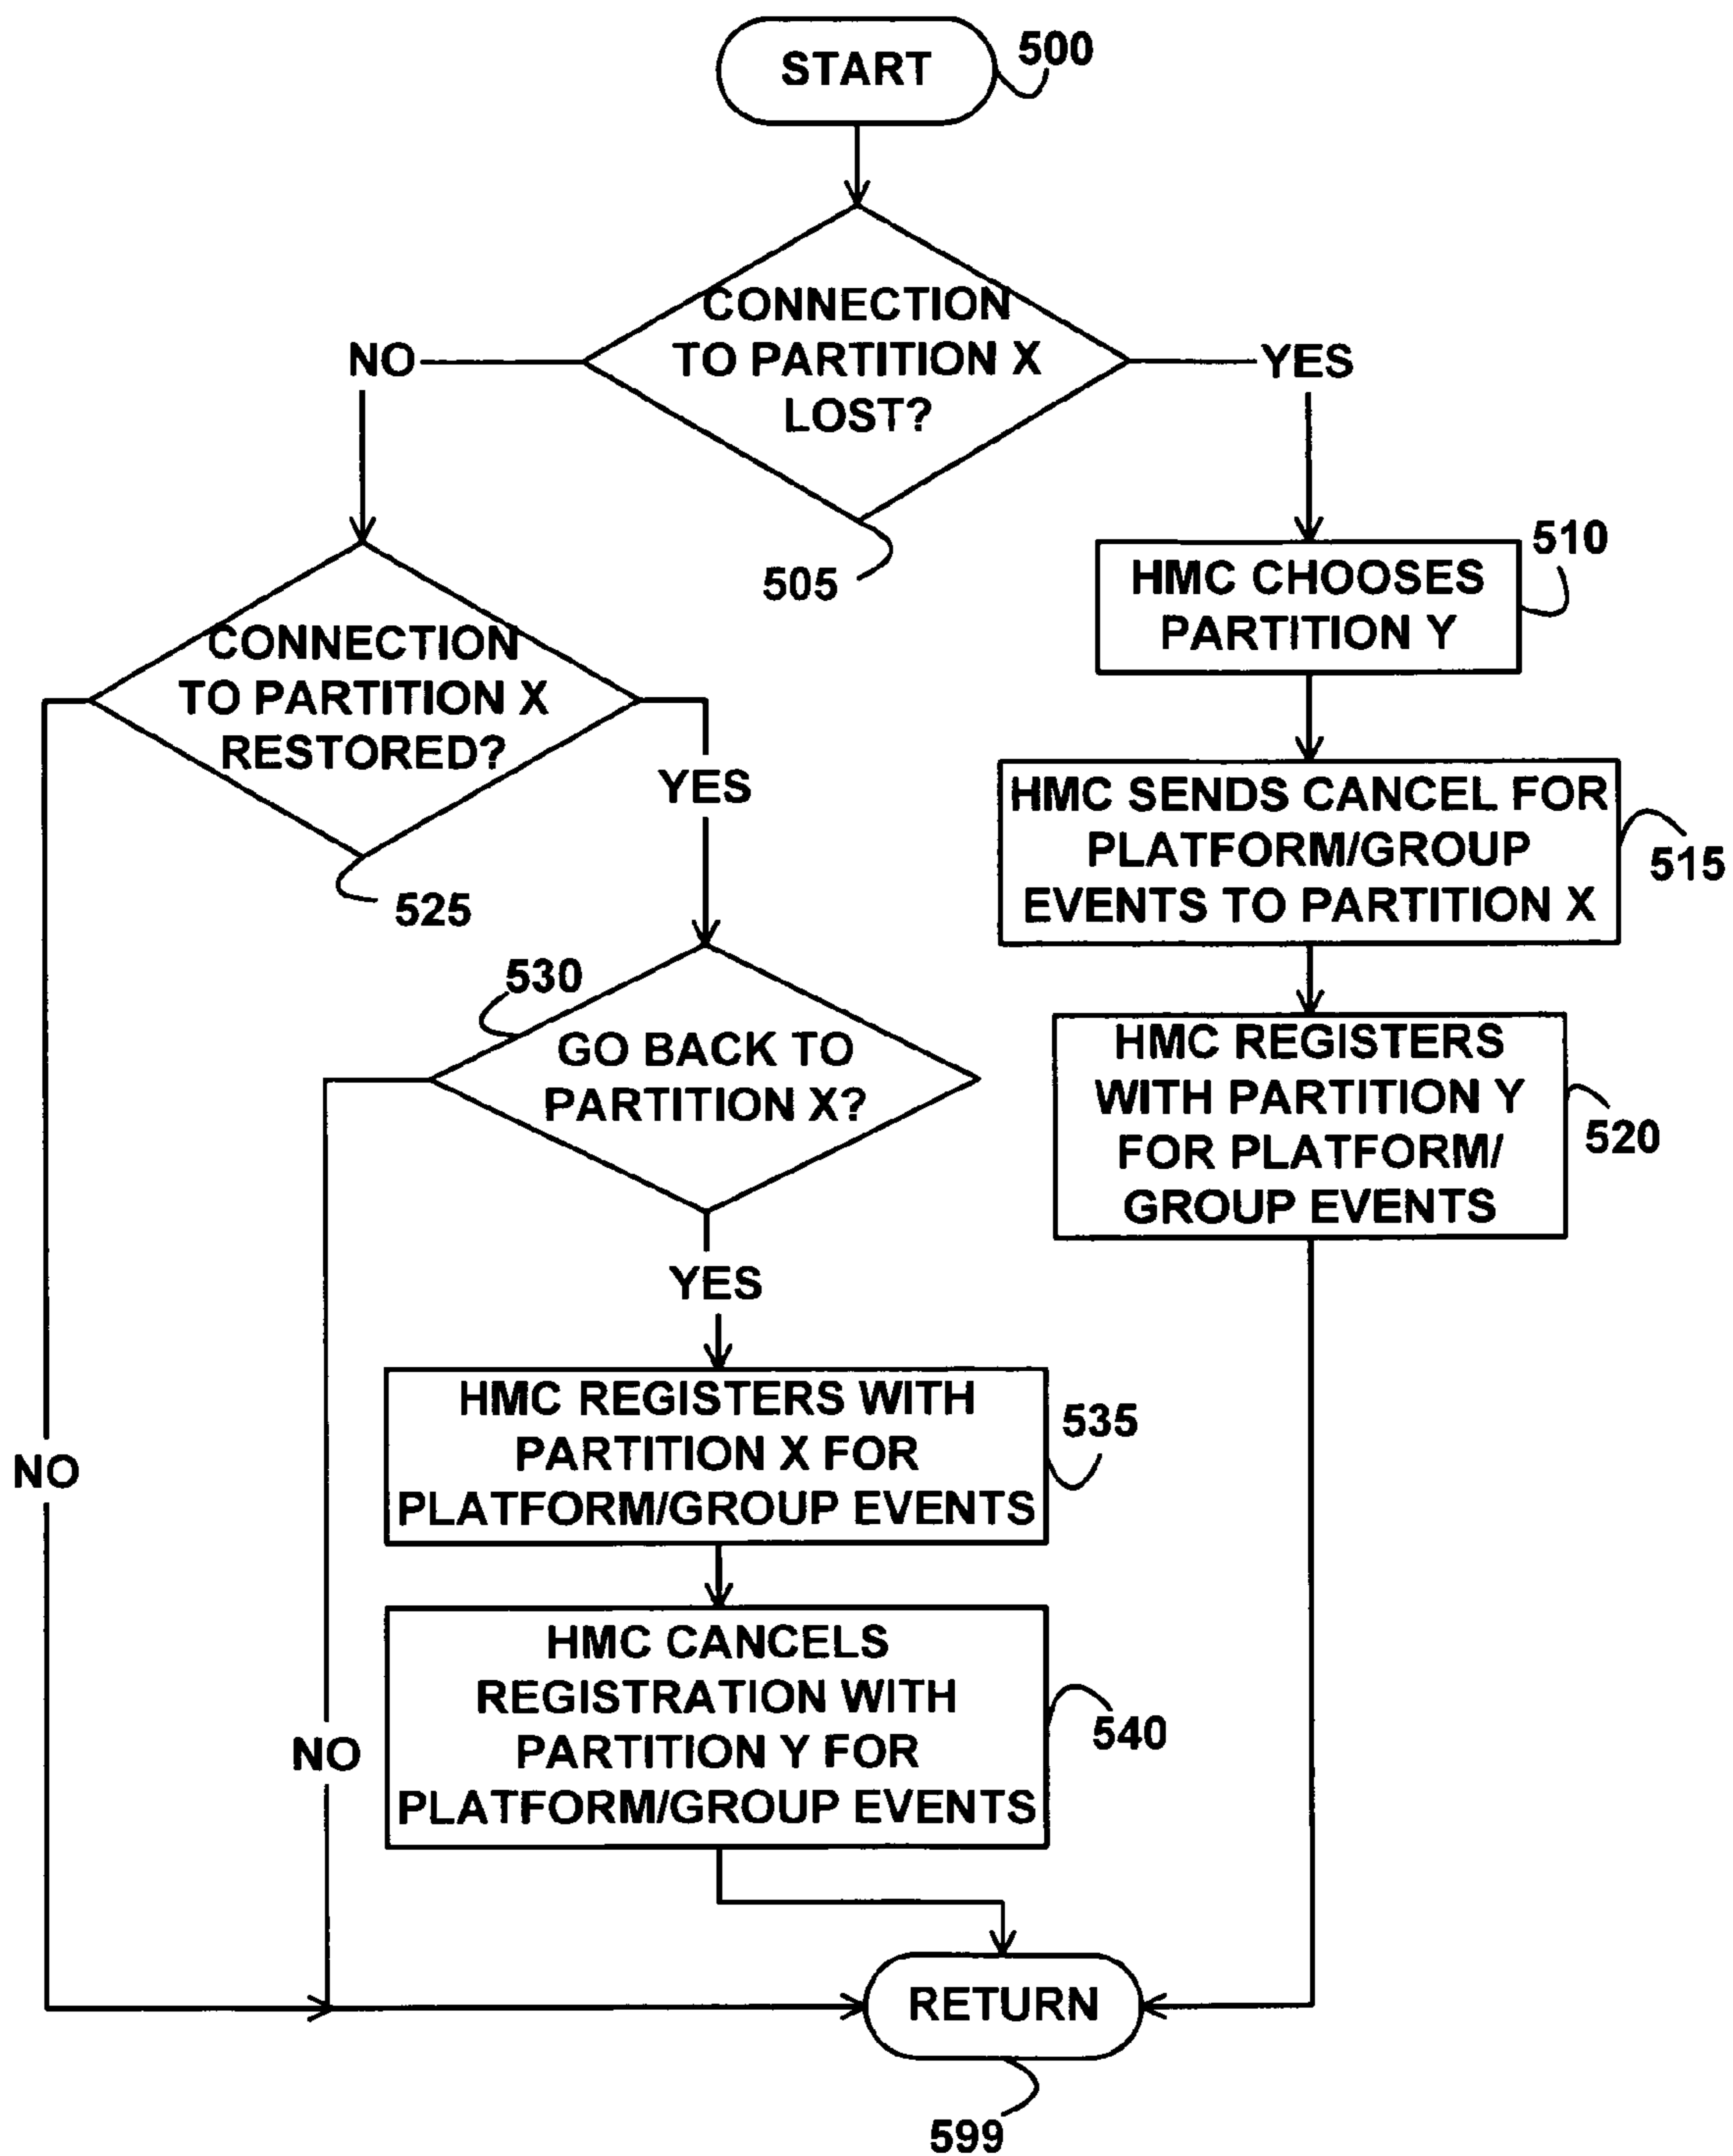 START
500
CONNECTION
TO PARTITION X
LOST?
505
NO
YES
HMC CHOOSES
PARTITION Y
510
HMC SENDS CANCEL FOR
PLATFORM/GROUP
EVENTS TO PARTITION X
515
HMC REGISTERS
WITH PARTITION Y
FOR PLATFORM/
GROUP EVENTS
520
CONNECTION
TO PARTITION X
RESTORED?
525
YES
NO
530
GO BACK TO
PARTITION X?
YES
NO
HMC REGISTERS WITH
PARTITION X FOR
PLATFORM/GROUP EVENTS
535
HMC CANCELS
REGISTRATION WITH
PARTITION Y FOR
PLATFORM/GROUP EVENTS
540
RETURN
599